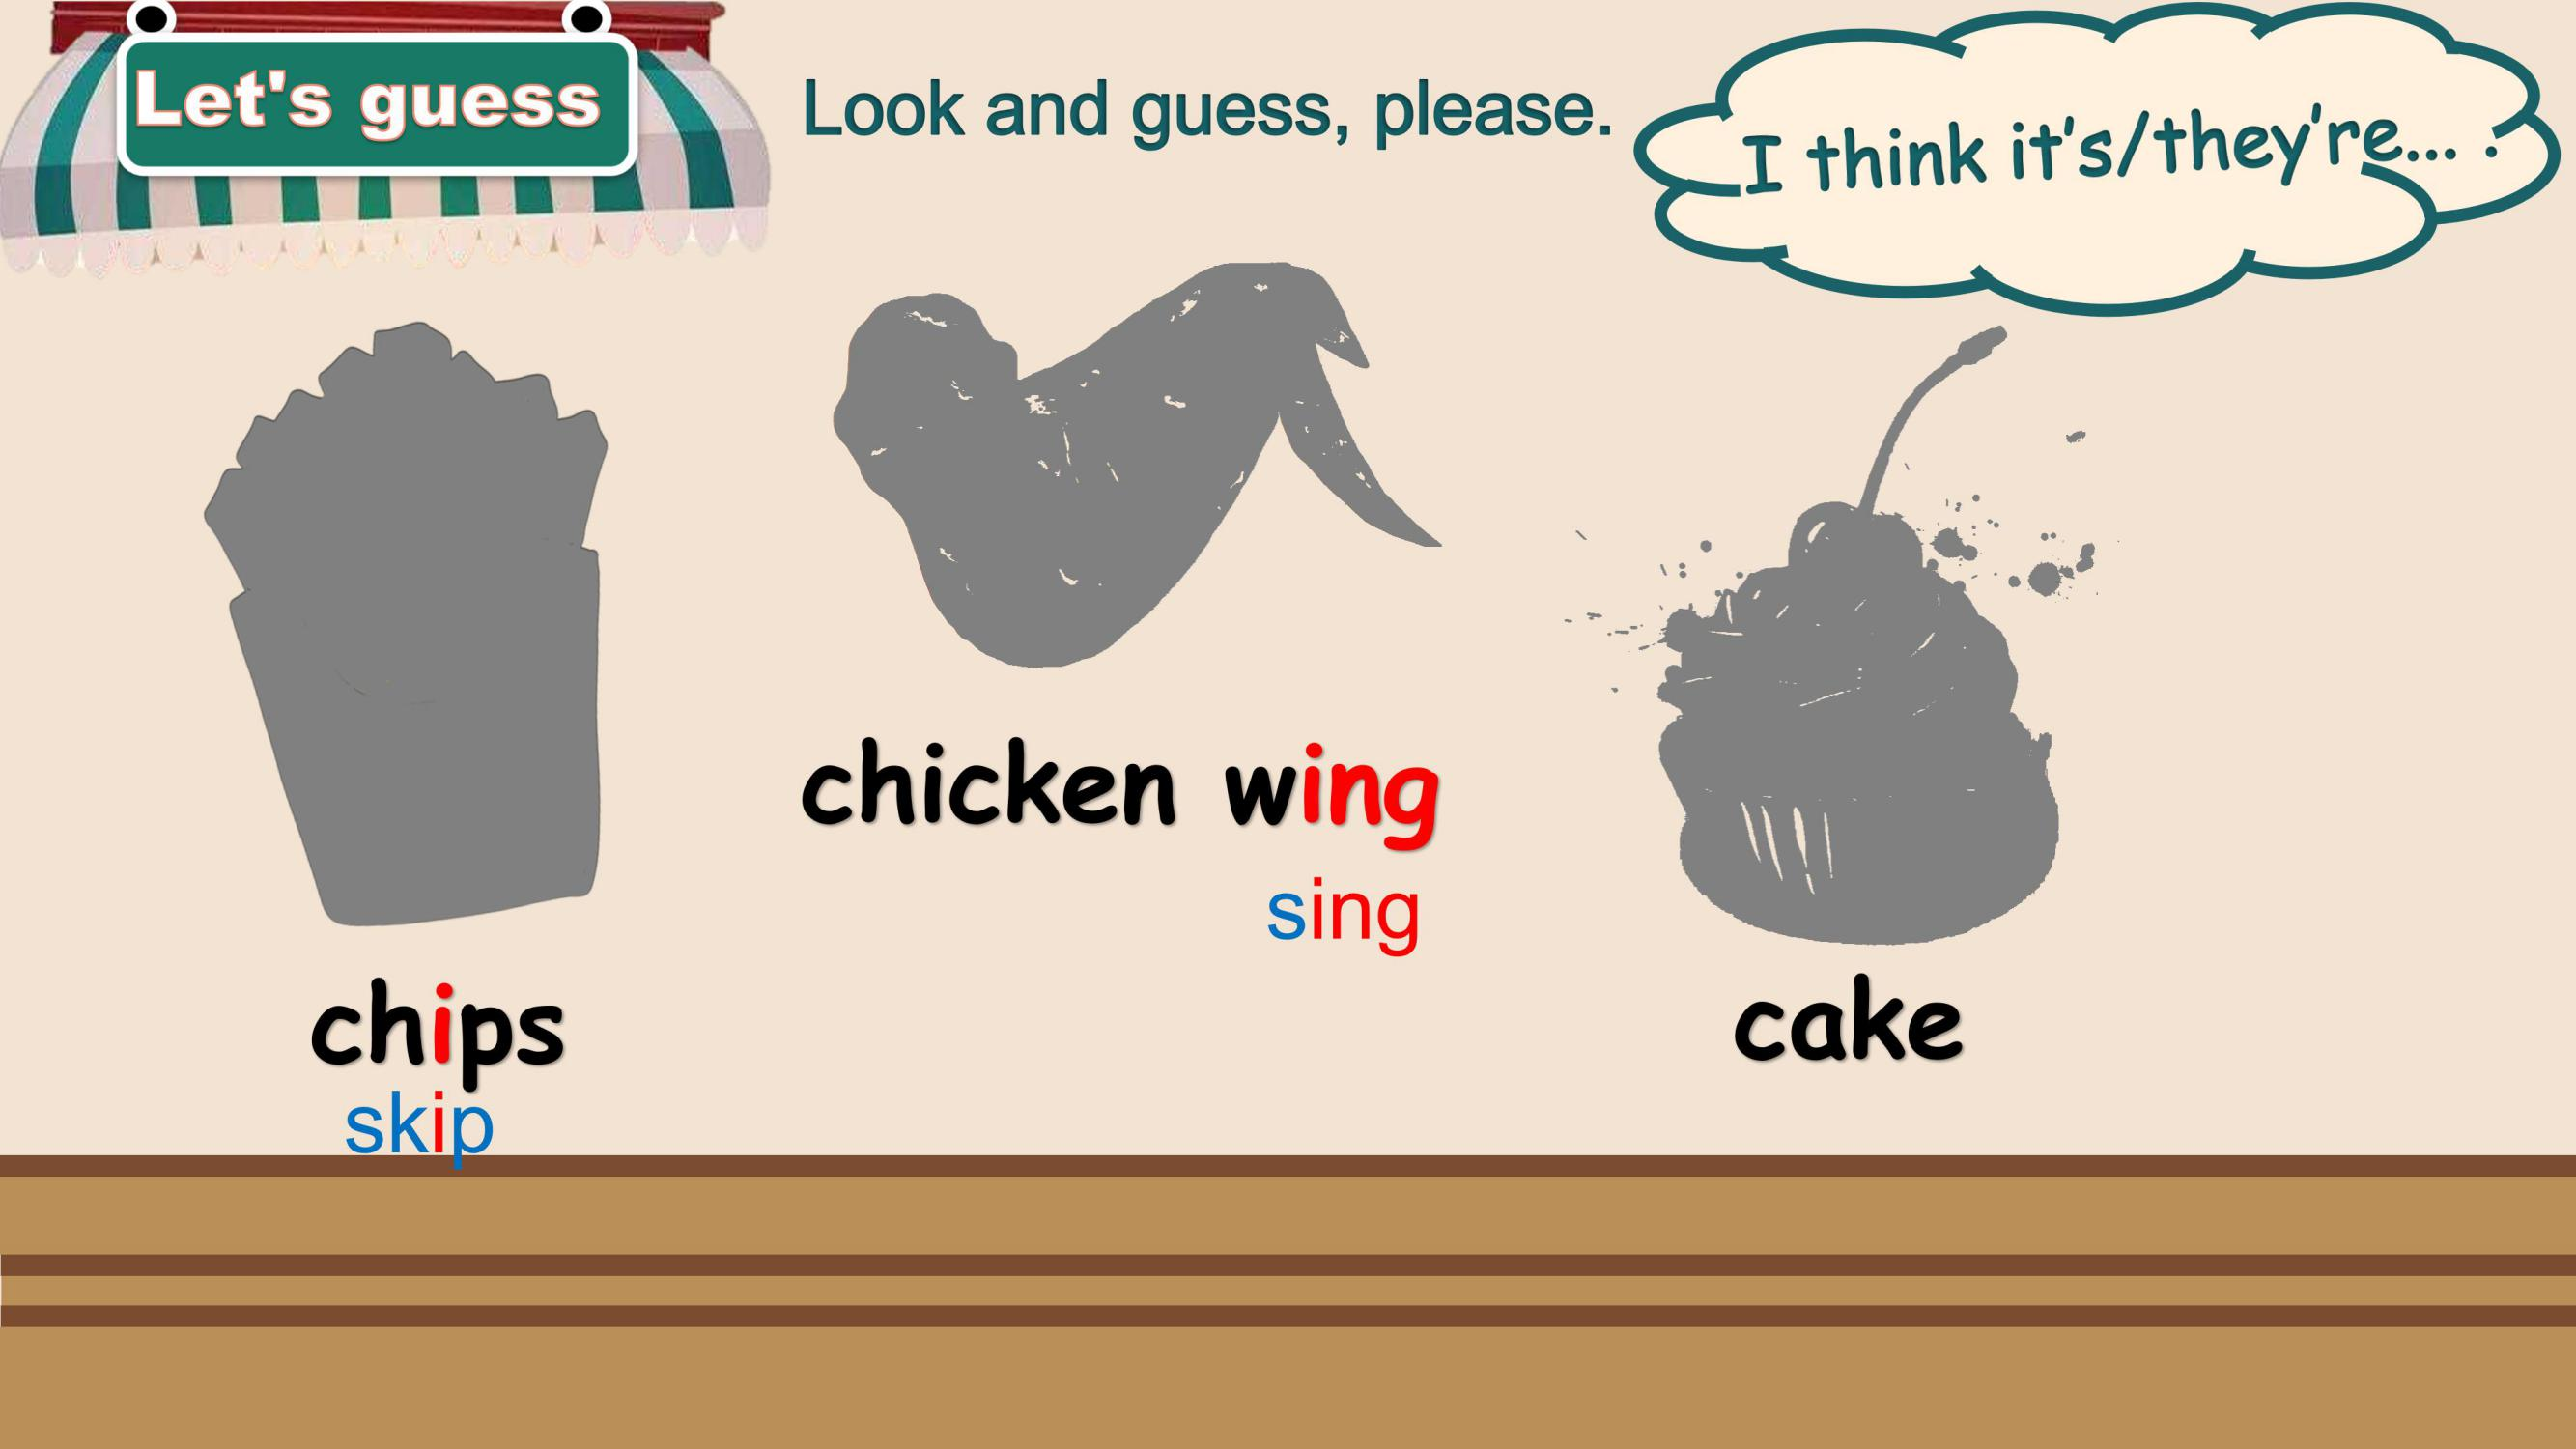 Let's guess
Look and guess, please.
I think it's/they're... .
chicken wing
sing
chips
skip
cake